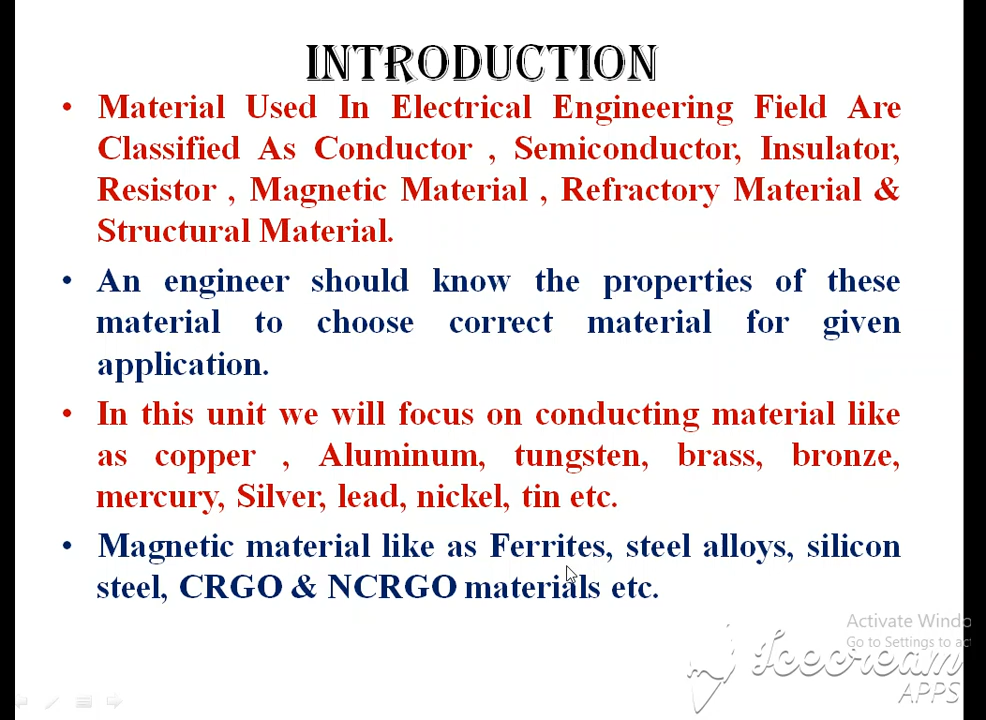 INTRODUCTION
• Material Used In Electrical Engineering Field Are
Classified As Conductor , Semiconductor, Insulator,
Resistor , Magnetic Material , Refractory Material &
Structural Material.
• An engineer should know the properties of these
material to choose correct material for given
application.
• In this unit we will focus on conducting material like
as copper , Aluminum, tungsten, brass, bronze,
mercury, Silver, lead, nickel, tin etc.
• Magnetic material like as Ferrites, steel alloys, silicon
steel, CRGO & NCRGO materials etc.
Activate Windo
Go to Settings to ac
Icecream
APPS